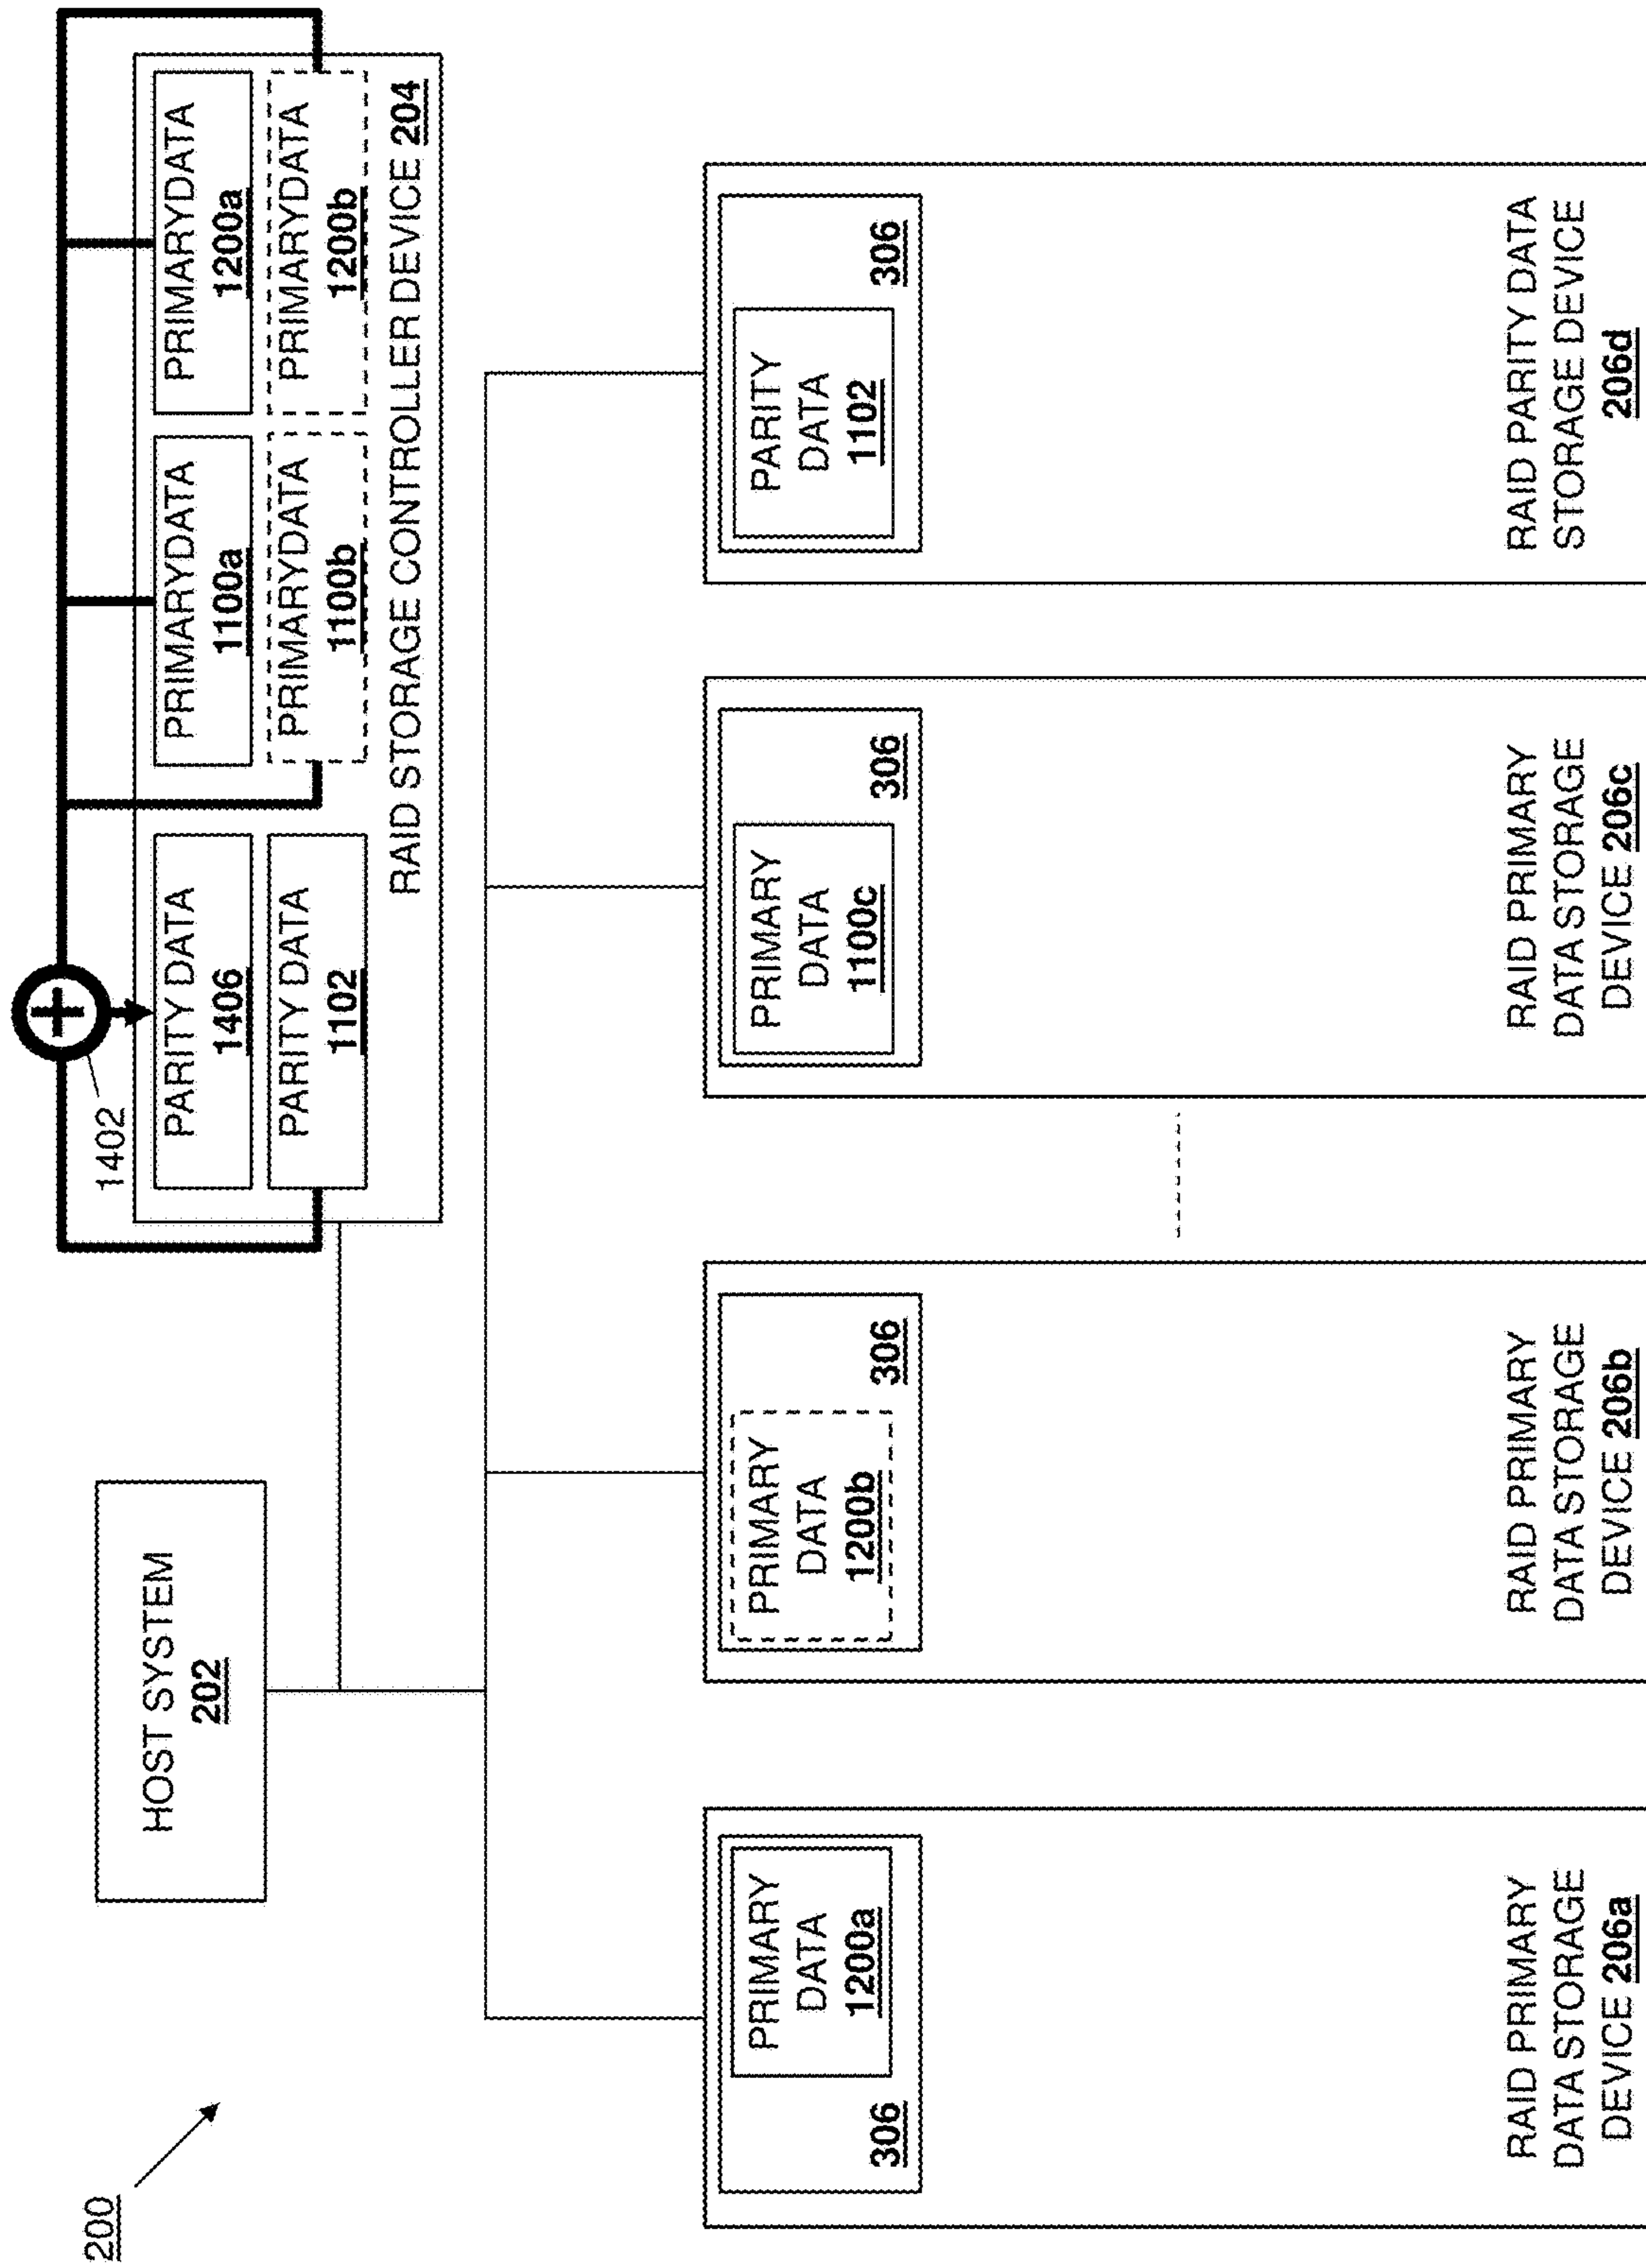 200
HOST SYSTEM
202
1402
PARITY DATA
1406
PARITY DATA
1102
PRIMARYDATA
1100a
PRIMARYDATA
1100b
PRIMARYDATA
1200a
PRIMARYDATA
1200b
RAID STORAGE CONTROLLER DEVICE 204
306
PRIMARY
DATA
1200a
RAID PRIMARY
DATA STORAGE
DEVICE 206a
PRIMARY
DATA
1200b
306
RAID PRIMARY
DATA STORAGE
DEVICE 206b
PRIMARY
DATA
1100c
306
RAID PRIMARY
DATA STORAGE
DEVICE 206c
PARITY
DATA
1102
306
RAID PARITY DATA
STORAGE DEVICE
206d